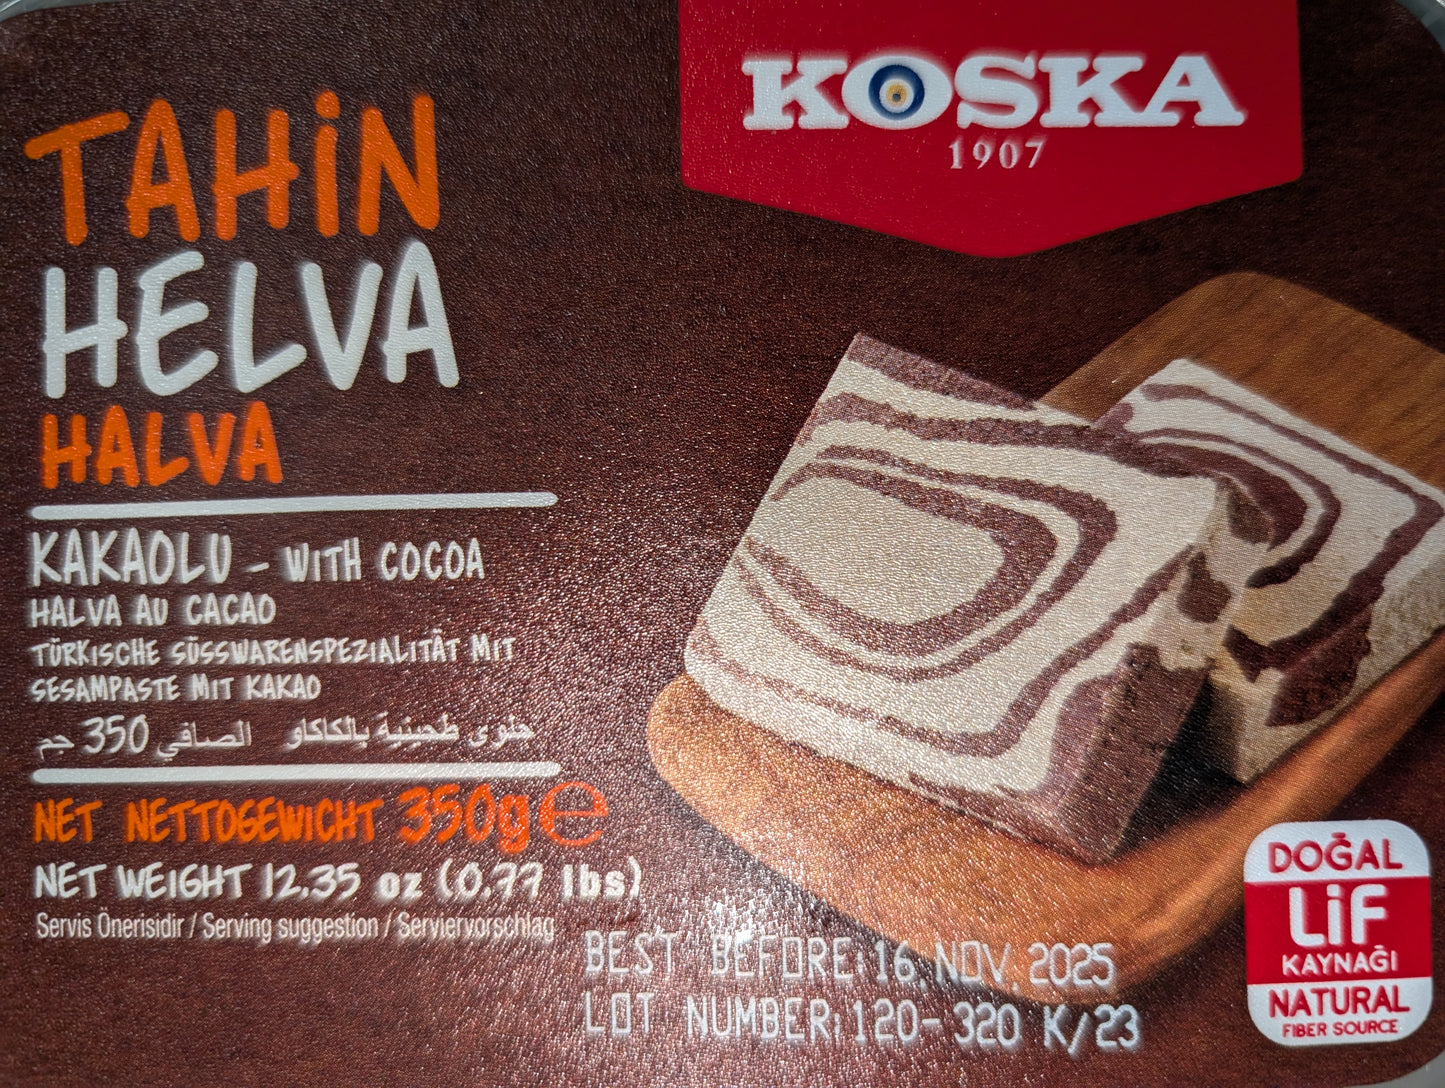 KOSKA
1907
TAHİN
HELVA
HALVA
KAKAOLU - WITH COCOA
HALVA AU CACAO
TÜRKISCHE SÜSSWARENSPEZIALITÄT MIT
SESAMPASTE MIT KAKAO
حلوى طحينية بالكاكاو الصافي 350 جم
NET NETTOGEWICHT 350g e
NET WEIGHT 12.35 oz (0.77 lbs)
Servis Önerisidir / Serving suggestion / Serviervorschlag
BEST BEFORE:16.NOV.2025
LOT NUMBER:120-320 K/23
DOĞAL
LİF
KAYNAĞI
NATURAL
FIBER SOURCE